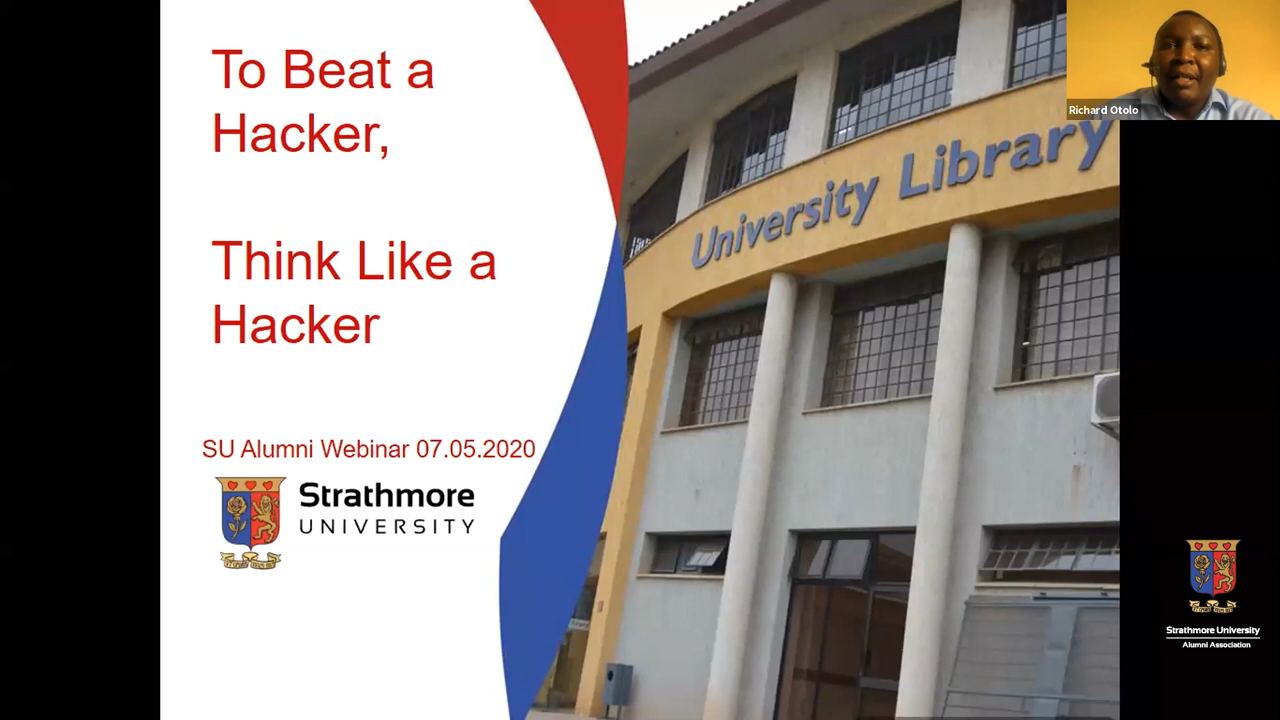 To Beat a
Hacker,
Think Like a
Hacker
SU Alumni Webinar 07.05.2020
Strathmore
UNIVERSITY
University Library
Richard Otolo
Strathmore University
Alumni Association